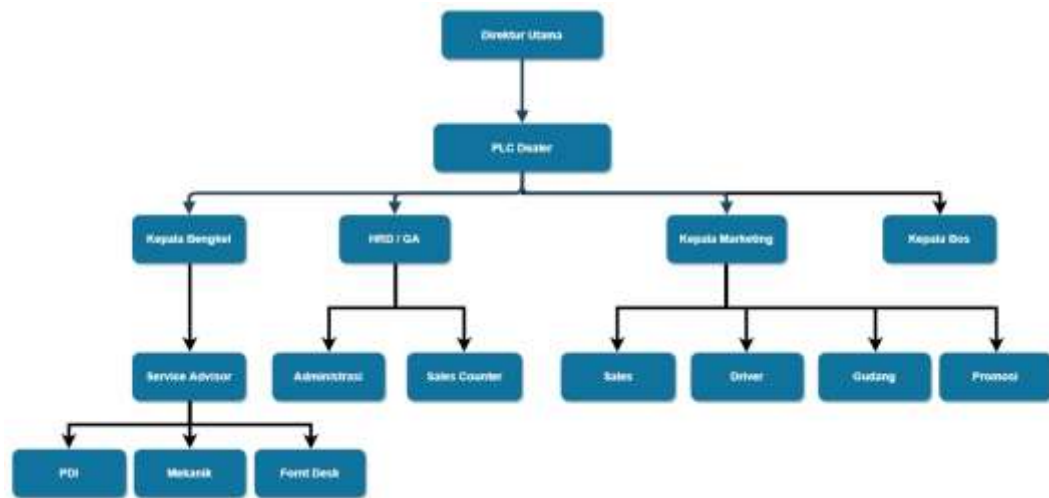 Direktur Utama
PLC Dealer
Kepala Bengkel
HRD / GA
Kepala Marketing
Kepala Bos
Service Advisor
Administrasi
Sales Counter
Sales
Driver
Gudang
Promosi
PDI
Mekanik
Fornt Desk